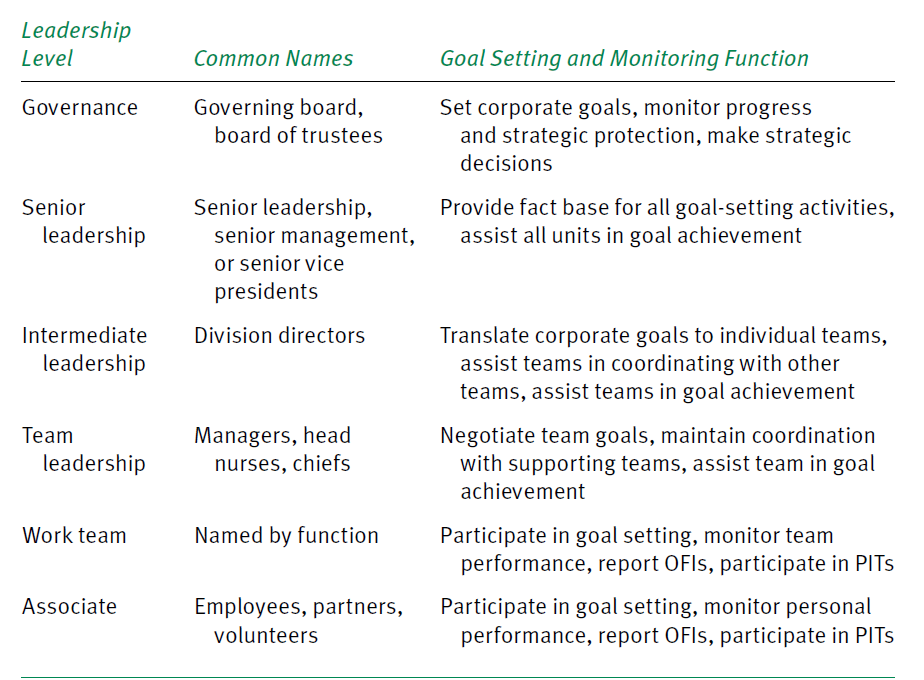 Leadership
Level Common Names Goal Setting and Monitoring Function
Governance Governing board, Set corporate goals, monitor progress
board of trustees and strategic protection, make strategic
decisions
Senior Senior leadership, Provide fact base for all goal-setting activities,
leadership senior management, assist all units in goal achievement
or senior vice
presidents
Intermediate Division directors Translate corporate goals to individual teams,
leadership assist teams in coordinating with other
teams, assist teams in goal achievement
Team Managers, head Negotiate team goals, maintain coordination
leadership nurses, chiefs with supporting teams, assist team in goal
achievement
Work team Named by function Participate in goal setting, monitor team
performance, report OFIs, participate in PITs
Associate Employees, partners, Participate in goal setting, monitor personal
volunteers performance, report OFIs, participate in PITs